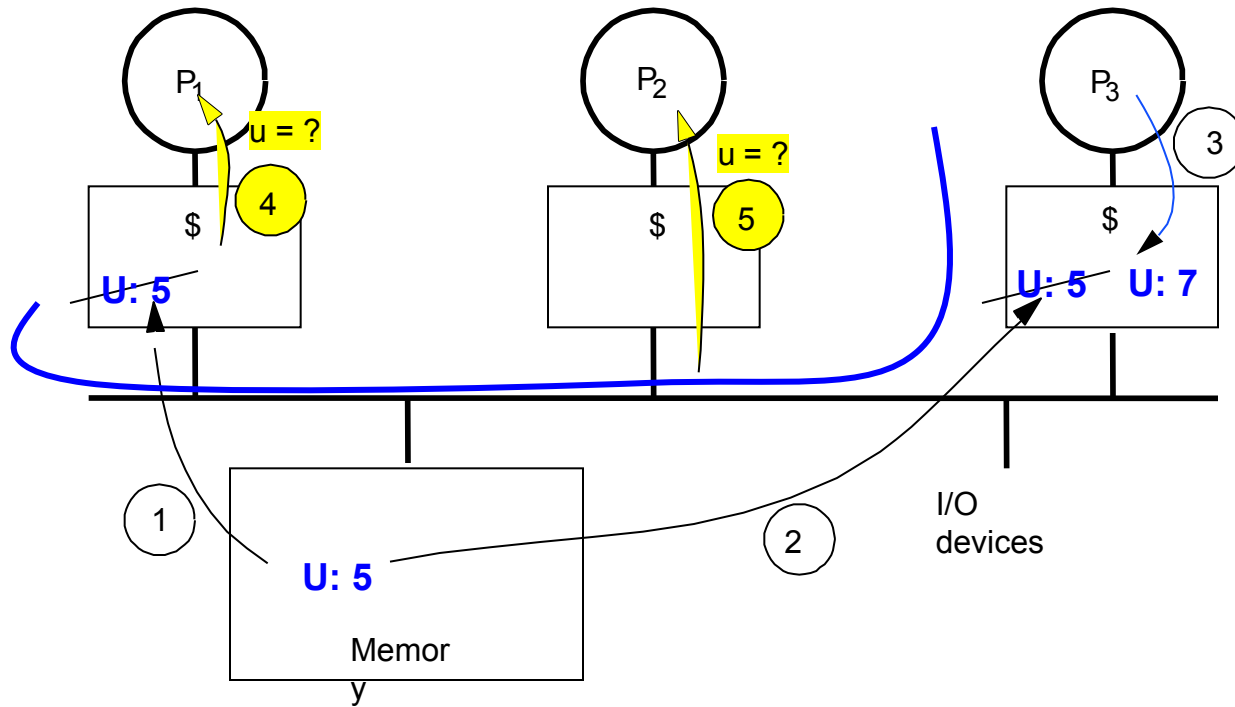 P1
P2
P3
u = ?
u = ?
3
4
5
$
$
$
U: 5
U: 5
U: 7
1
2
I/O
devices
U: 5
Memor
y